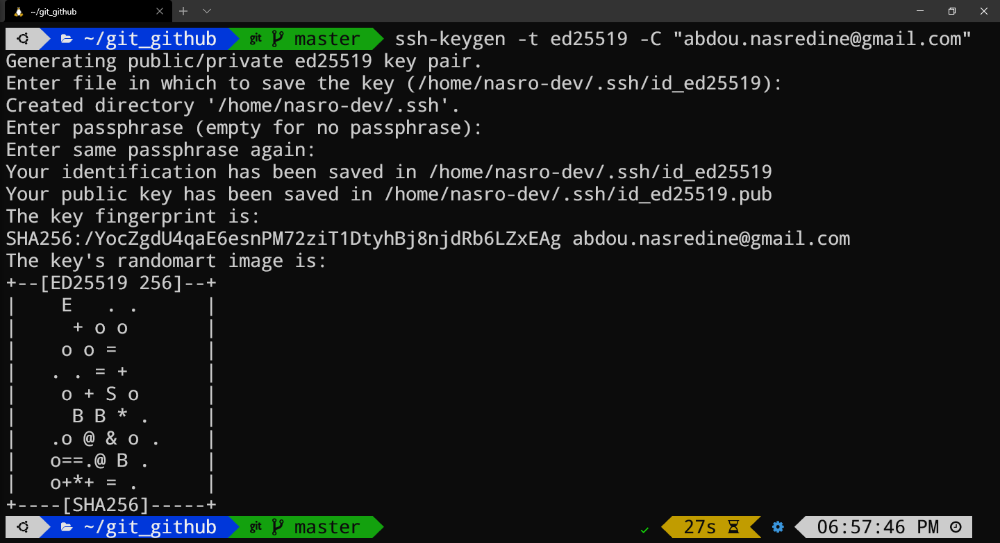 ~/git_github
~/git_github git master ssh-keygen -t ed25519 -C "abdou.nasredine@gmail.com"
Generating public/private ed25519 key pair.
Enter file in which to save the key (/home/nasro-dev/.ssh/id_ed25519):
Created directory '/home/nasro-dev/.ssh'.
Enter passphrase (empty for no passphrase):
Enter same passphrase again:
Your identification has been saved in /home/nasro-dev/.ssh/id_ed25519
Your public key has been saved in /home/nasro-dev/.ssh/id_ed25519.pub
The key fingerprint is:
SHA256:/YocZgdU4qaE6esnPM72ziT1DtyhBj8njdRb6LZxEAg abdou.nasredine@gmail.com
The key's randomart image is:
+--[ED25519 256]--+
|    E   . .      |
|     + o o       |
|    o o =        |
|   . . = +       |
|    o + S o      |
|     B B * .     |
|   .o @ & o .    |
|   o==.@ B .     |
|   o+*+ = .      |
+----[SHA256]-----+
~/git_github git master 27s 06:57:46 PM